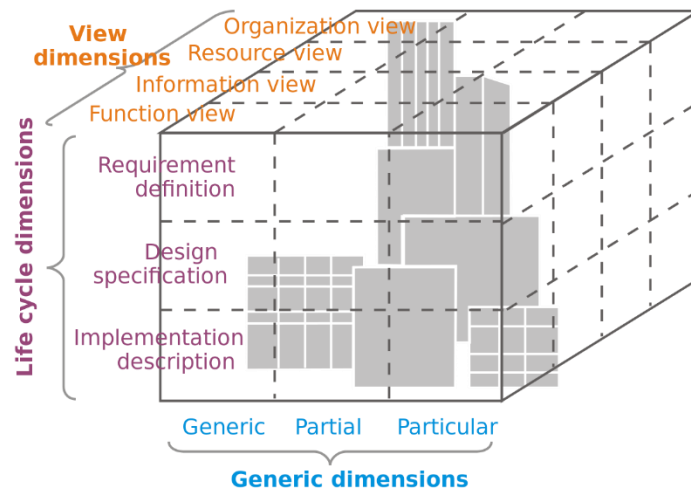 View
dimensions
Organization view
Resource view
Information view
Function view
Life cycle dimensions
Requirement
definition
Design
specification
Implementation
description
Generic Partial Particular
Generic dimensions